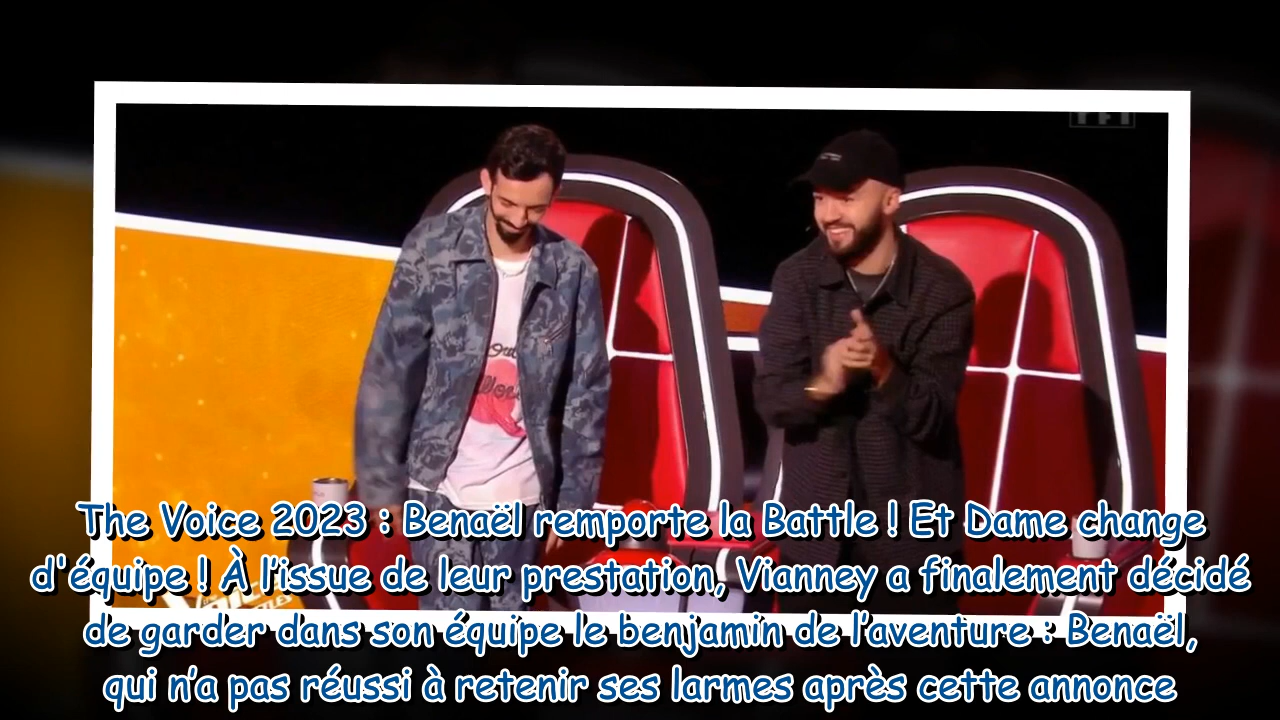 TF1
The Voice 2023 : Benaël remporte la Battle ! Et Dame change
d'équipe ! À l’issue de leur prestation, Vianney a finalement décidé
de garder dans son équipe le benjamin de l’aventure : Benaël,
qui n’a pas réussi à retenir ses larmes après cette annonce